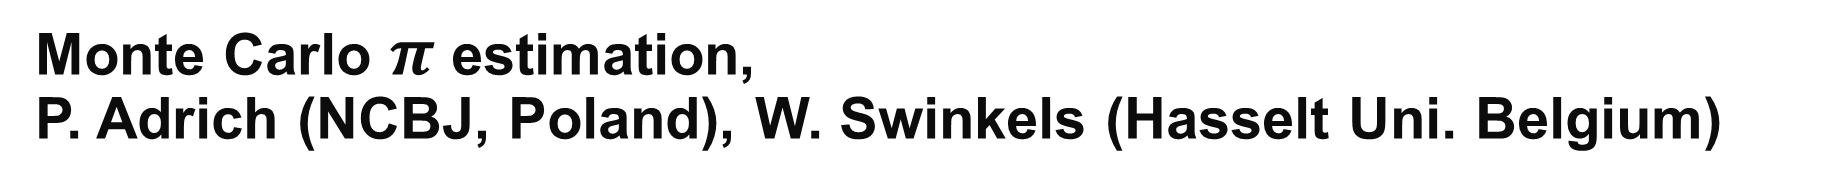 Monte Carlo π estimation,
P. Adrich (NCBJ, Poland), W. Swinkels (Hasselt Uni. Belgium)